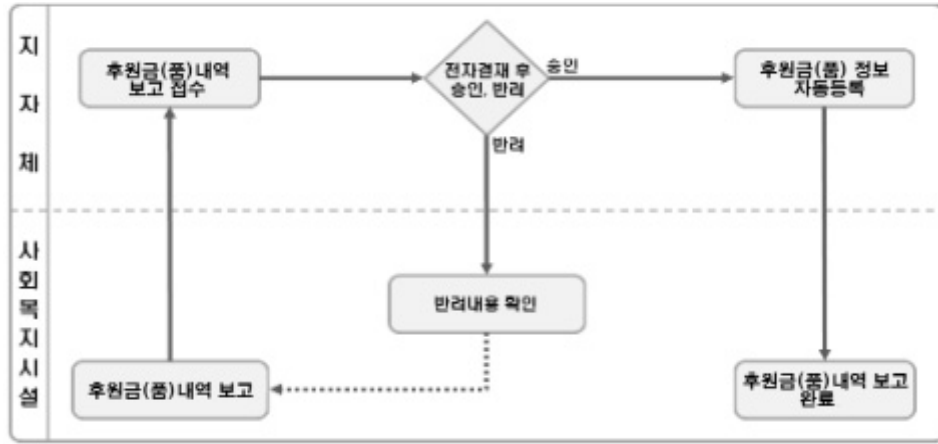 지자체
후원금(품)내역
보고 접수
전자결재 후
승인, 반려
승인
후원금(품) 정보
자동등록
반려
사회복지시설
반려내용 확인
후원금(품)내역 보고
후원금(품)내역 보고
완료